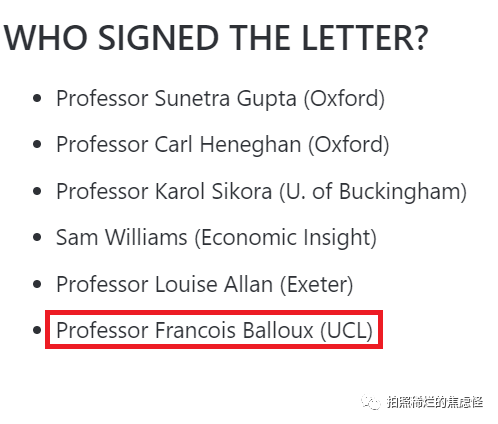 WHO SIGNED THE LETTER?
Professor Sunetra Gupta (Oxford)
Professor Carl Heneghan (Oxford)
Professor Karol Sikora (U. of Buckingham)
Sam Williams (Economic Insight)
Professor Louise Allan (Exeter)
Professor Francois Balloux (UCL)
拍照稀烂的焦虑怪